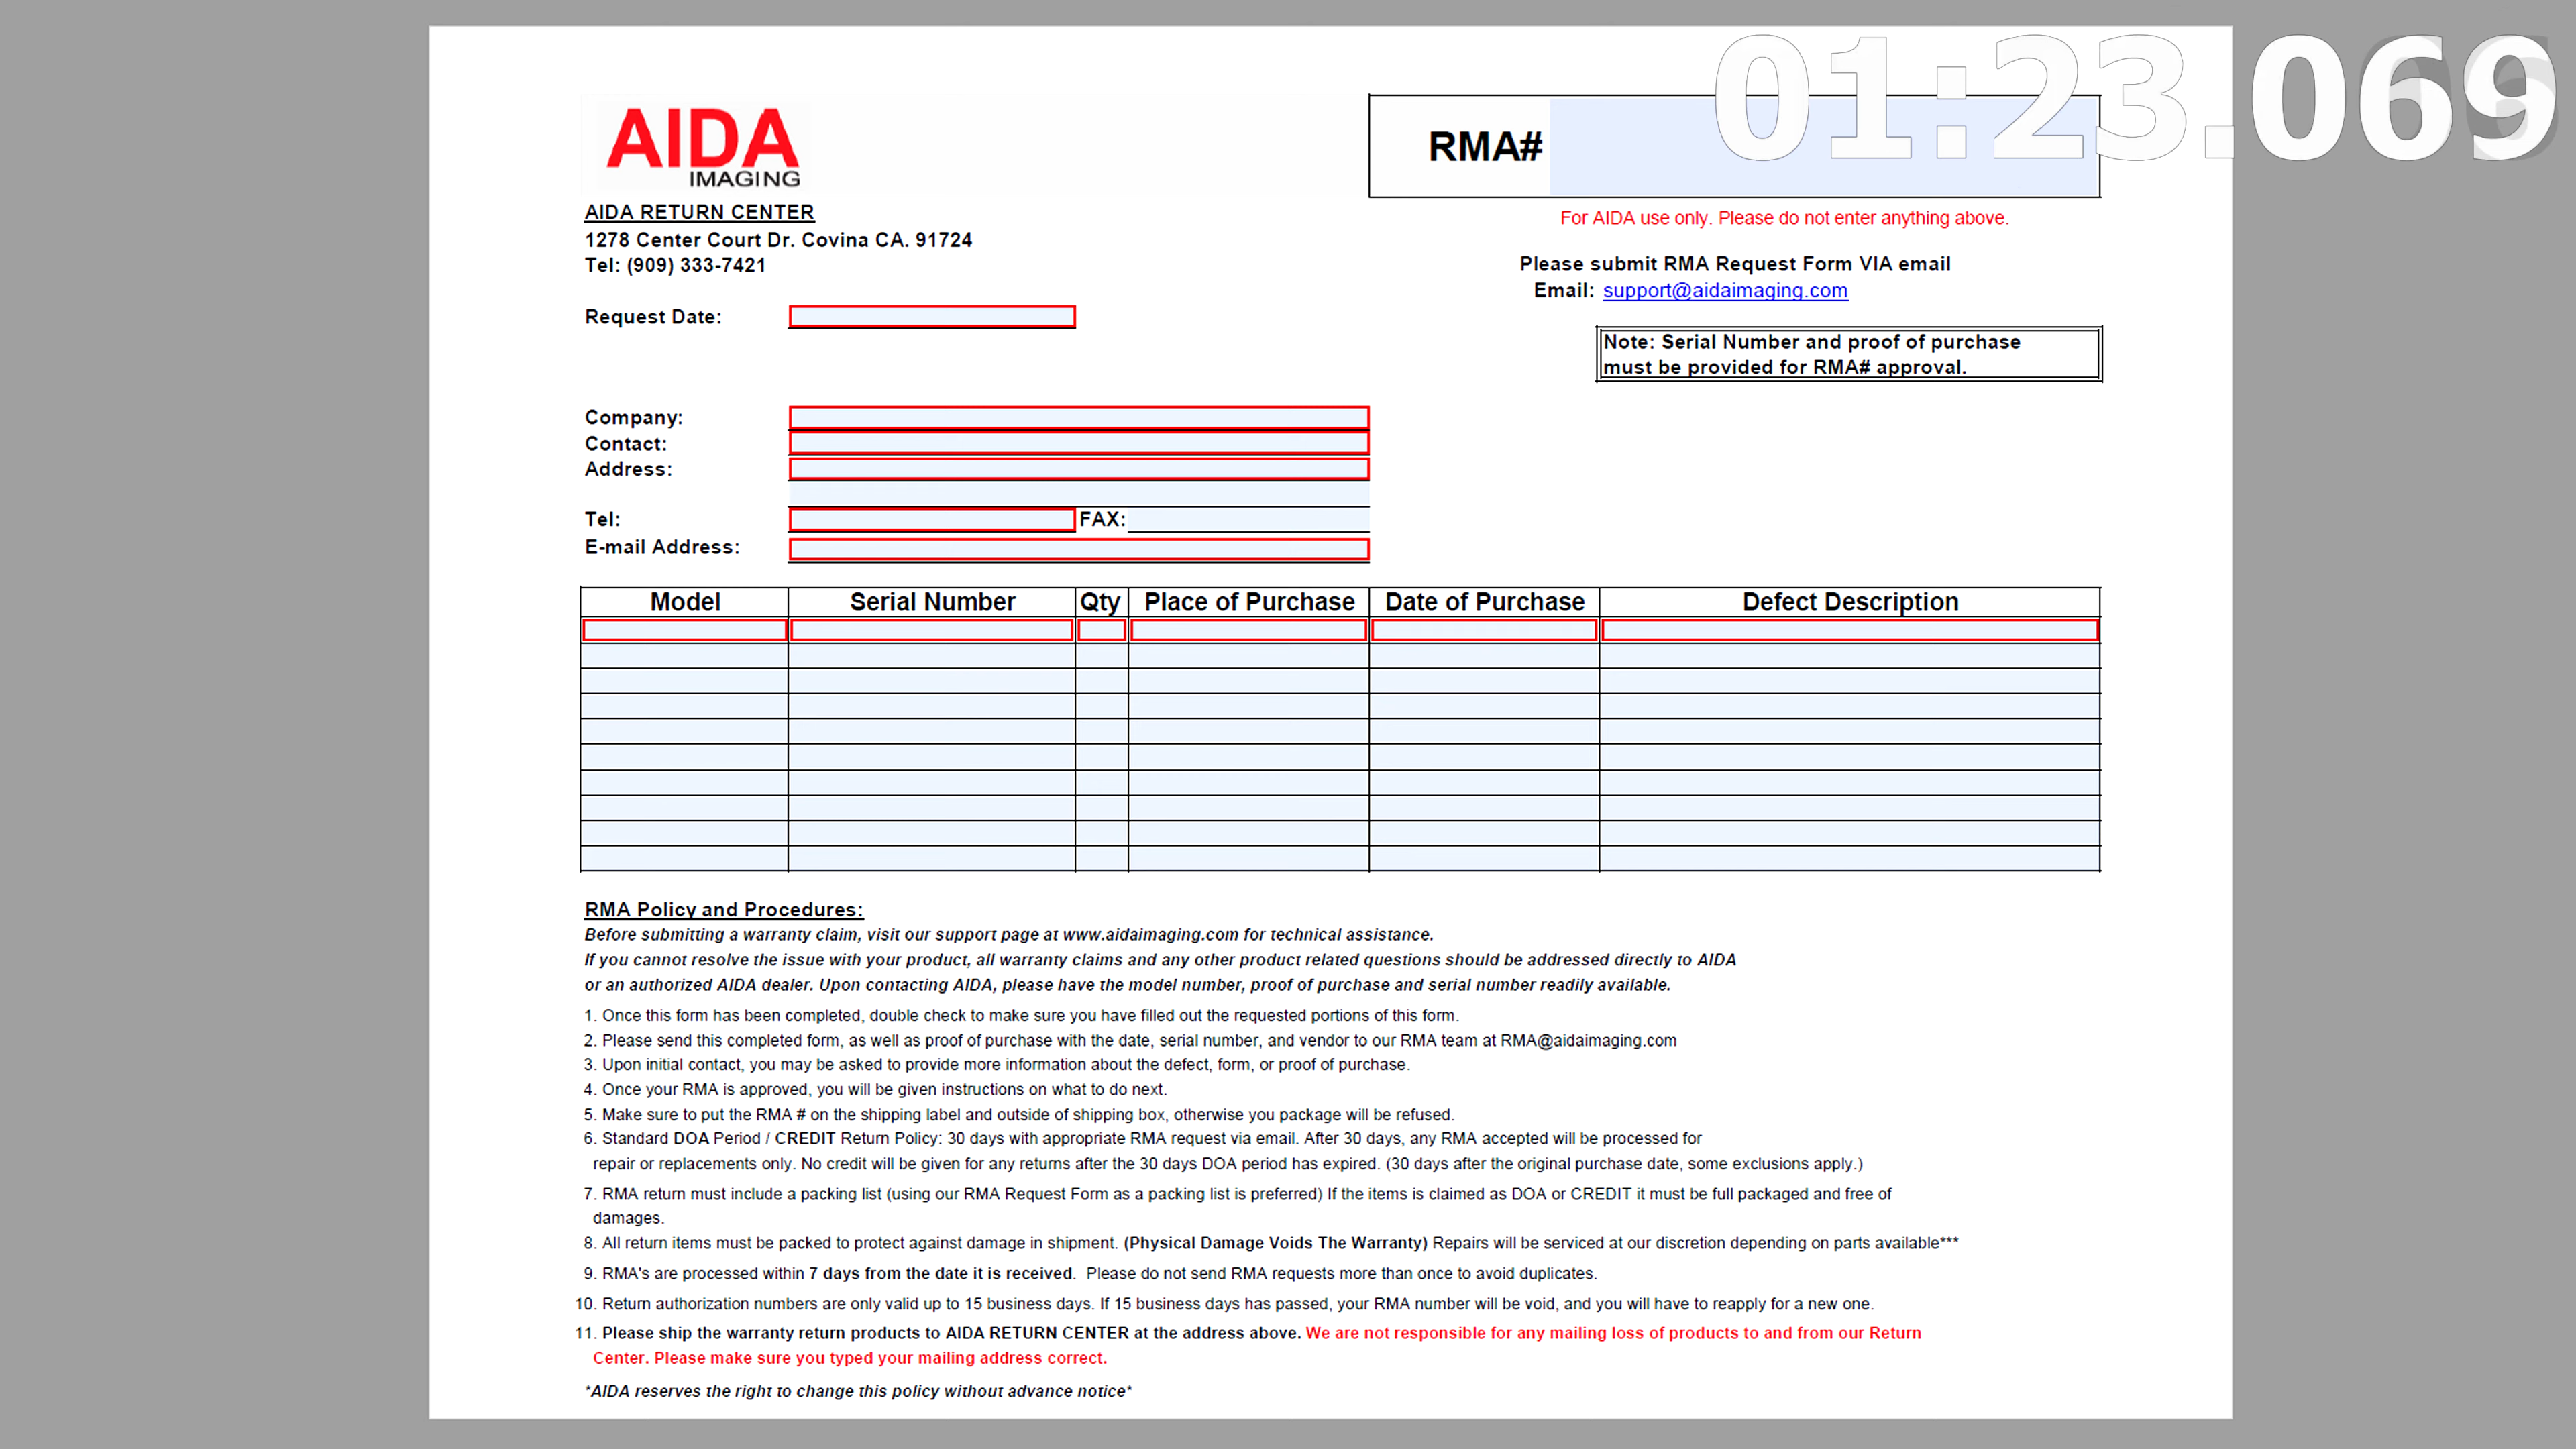 01:23.069
AIDA
IMAGING
RMA#
AIDA RETURN CENTER
For AIDA use only. Please do not enter anything above.
1278 Center Court Dr. Covina CA. 91724
Tel: (909) 333-7421
Please submit RMA Request Form VIA email
Email: support@aidaimaging.com
Request Date:
Note: Serial Number and proof of purchase
must be provided for RMA# approval.
Company:
Contact:
Address:
Tel: FAX:
E-mail Address:
Model Serial Number Qty Place of Purchase Date of Purchase Defect Description
RMA Policy and Procedures:
Before submitting a warranty claim, visit our support page at www.aidaimaging.com for technical assistance.
If you cannot resolve the issue with your product, all warranty claims and any other product related questions should be addressed directly to AIDA
or an authorized AIDA dealer. Upon contacting AIDA, please have the model number, proof of purchase and serial number readily available.
1. Once this form has been completed, double check to make sure you have filled out the requested portions of this form.
2. Please send this completed form, as well as proof of purchase with the date, serial number, and vendor to our RMA team at RMA@aidaimaging.com
3. Upon initial contact, you may be asked to provide more information about the defect, form, or proof of purchase.
4. Once your RMA is approved, you will be given instructions on what to do next.
5. Make sure to put the RMA # on the shipping label and outside of shipping box, otherwise you package will be refused.
6. Standard DOA Period / CREDIT Return Policy: 30 days with appropriate RMA request via email. After 30 days, any RMA accepted will be processed for
repair or replacements only. No credit will be given for any returns after the 30 days DOA period has expired. (30 days after the original purchase date, some exclusions apply.)
7. RMA return must include a packing list (using our RMA Request Form as a packing list is preferred) If the items is claimed as DOA or CREDIT it must be full packaged and free of
damages.
8. All return items must be packed to protect against damage in shipment. (Physical Damage Voids The Warranty) Repairs will be serviced at our discretion depending on parts available***
9. RMA's are processed within 7 days from the date it is received. Please do not send RMA requests more than once to avoid duplicates.
10. Return authorization numbers are only valid up to 15 business days. If 15 business days has passed, your RMA number will be void, and you will have to reapply for a new one.
11. Please ship the warranty return products to AIDA RETURN CENTER at the address above. We are not responsible for any mailing loss of products to and from our Return
Center. Please make sure you typed your mailing address correct.
*AIDA reserves the right to change this policy without advance notice*